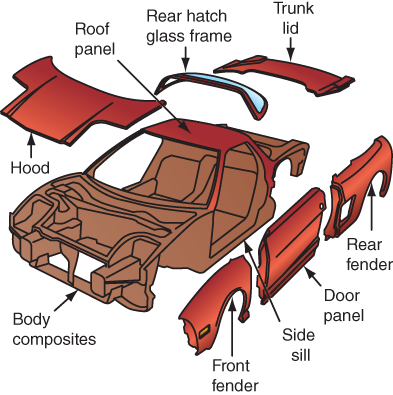 Roof
panel
Rear hatch
glass frame
Trunk
lid
Hood
Rear
fender
Door
panel
Body
composites
Side
sill
Front
fender